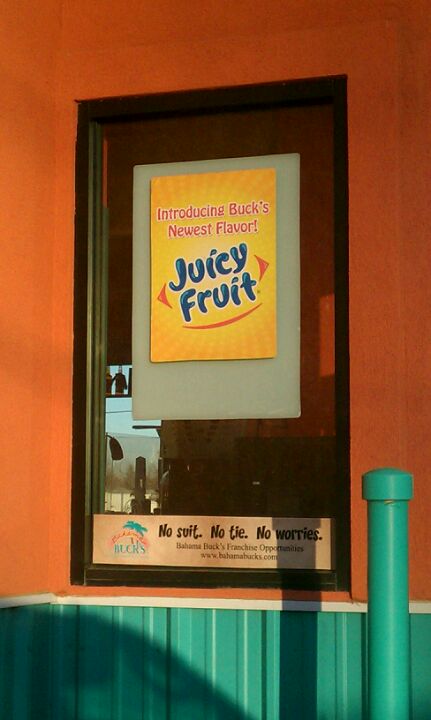 Introducing Buck's
Newest Flavor!
Juicy
Fruit
Bahama
BUCK'S
No suit. No tie. No worries.
Bahama Buck's Franchise Opportunities
www.bahamabucks.com